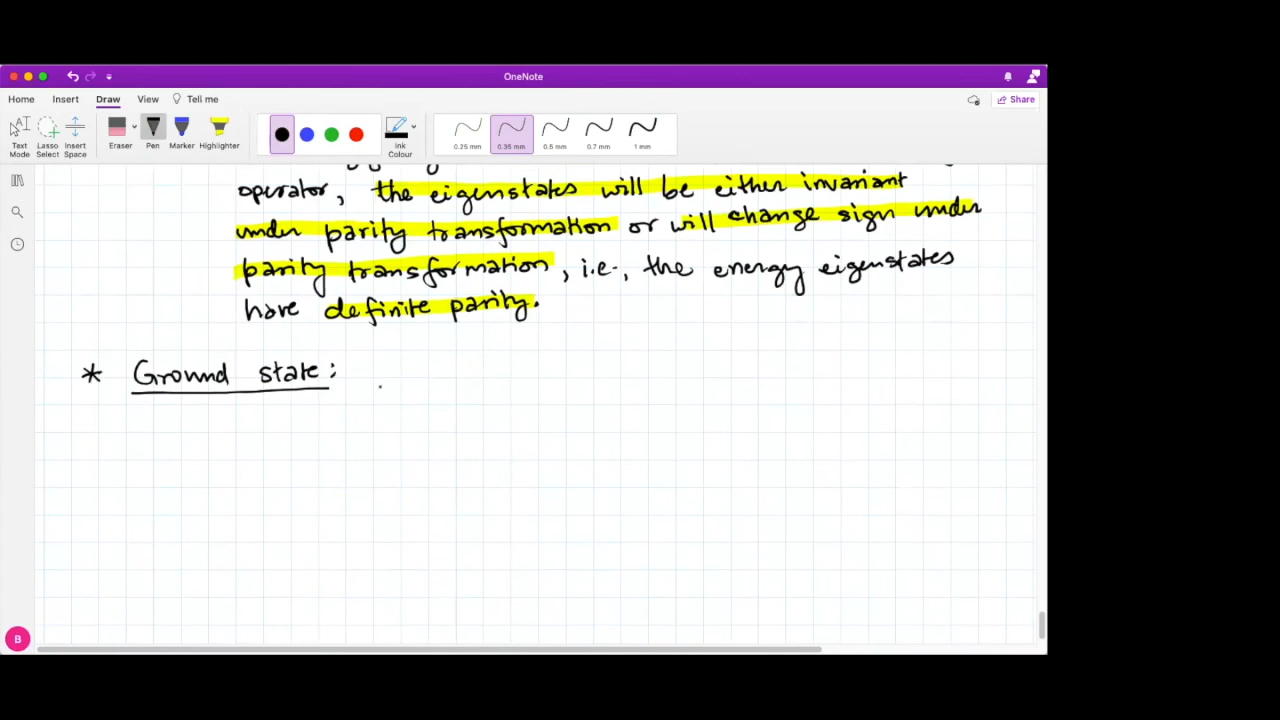 OneNote
Home Insert Draw View Tell me
Share
Text Mode Lasso Select Insert Space Eraser Pen Marker Highlighter Ink Colour 0.25 mm 0.35 mm 0.5 mm 0.7 mm 1 mm
operator, the eigenstates will be either invariant
under parity transformation or will change sign under
parity transformation, i.e., the energy eigenstates
have definite parity.
* Ground state:
B